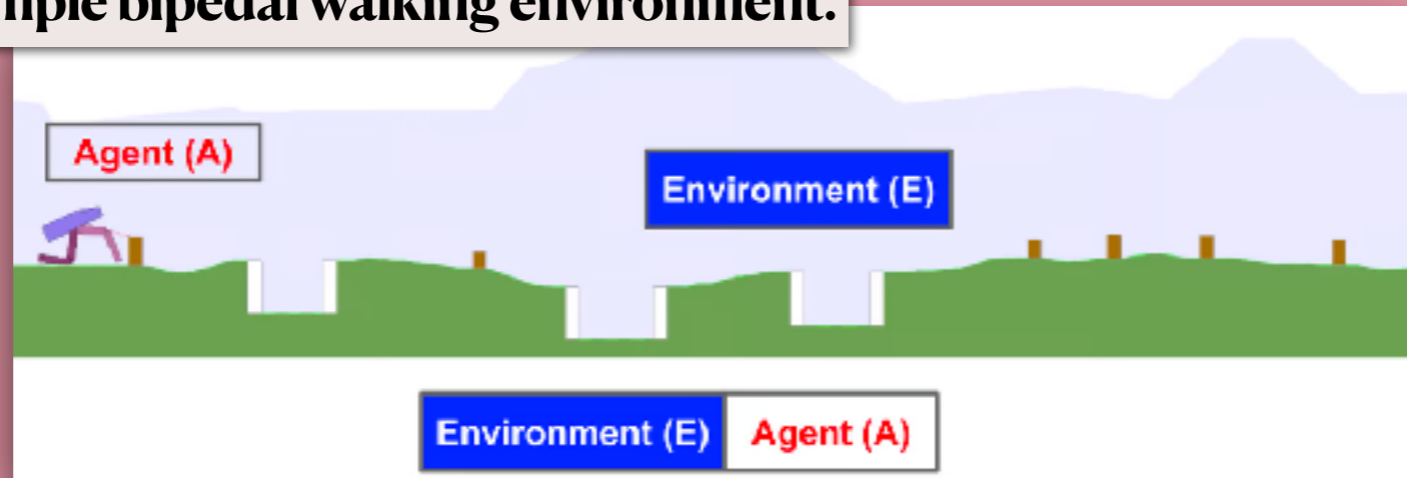 bipedal walking environment.
Agent (A)
Environment (E)
Environment (E) Agent (A)